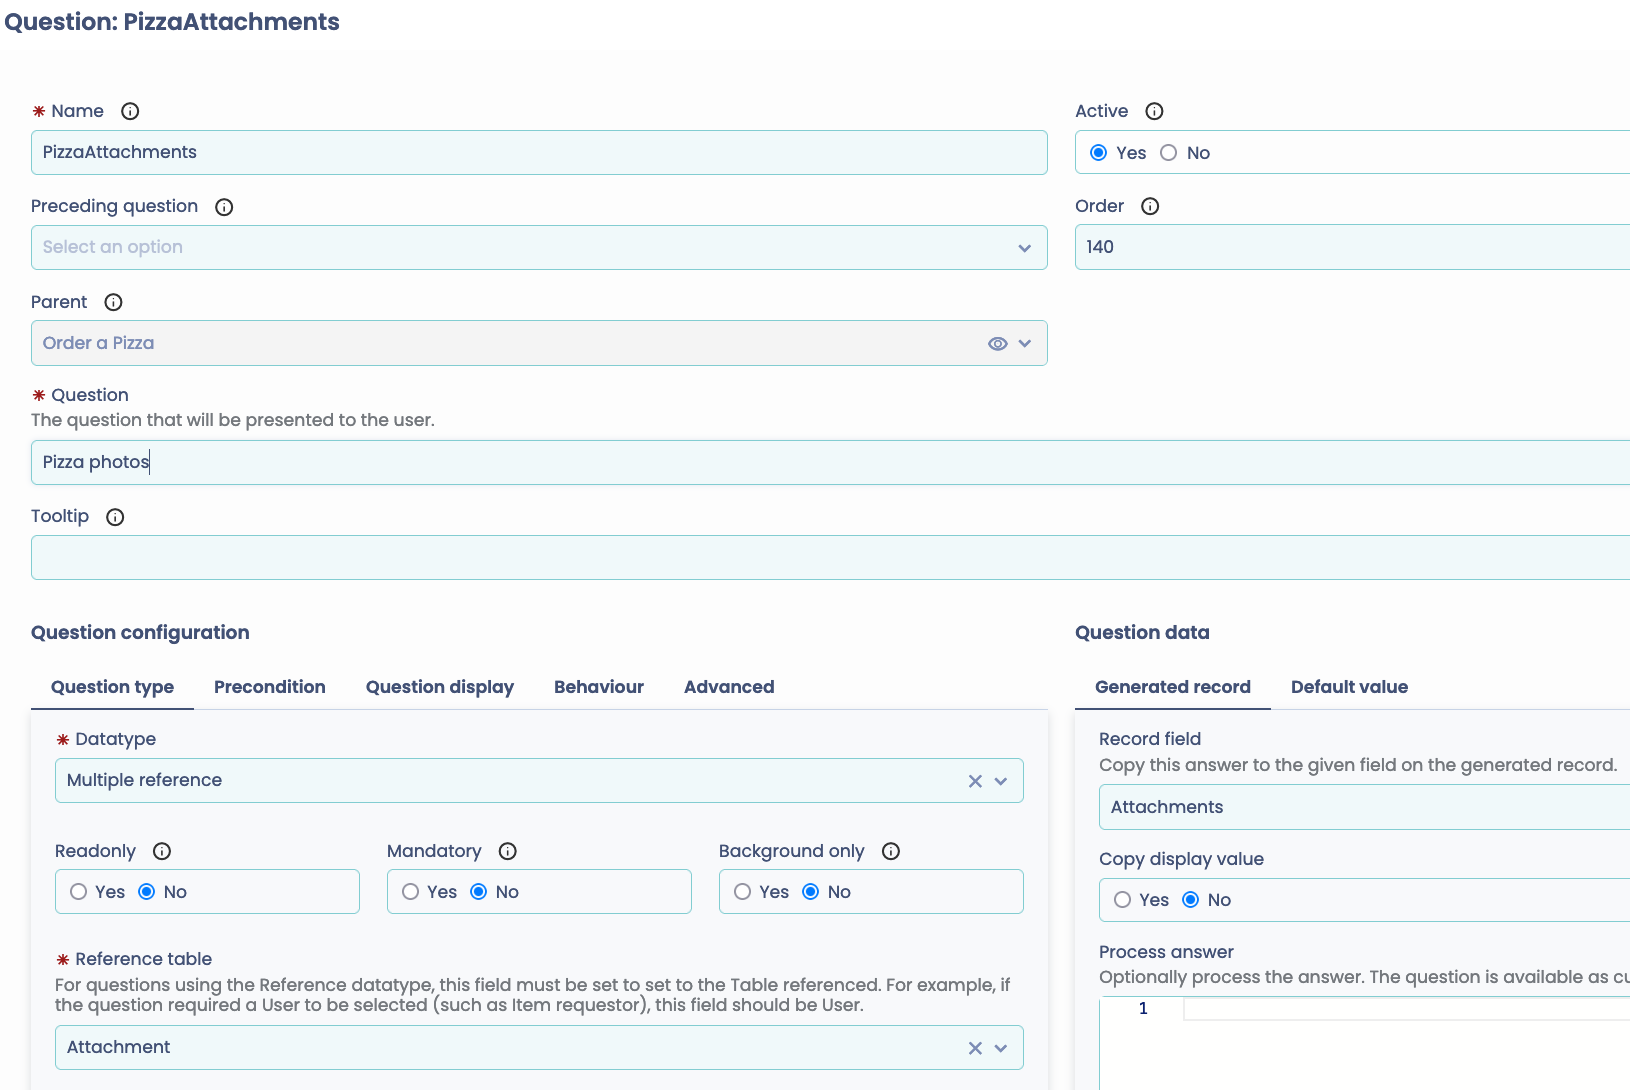 Question: PizzaAttachments
* Name
PizzaAttachments
Active
Yes No
Preceding question
Select an option
Order
140
Parent
Order a Pizza
* Question
The question that will be presented to the user.
Pizza photos
Tooltip
Question configuration
Question type Precondition Question display Behaviour Advanced
* Datatype
Multiple reference
Readonly Mandatory Background only
Yes No Yes No Yes No
* Reference table
For questions using the Reference datatype, this field must be set to set to the Table referenced. For example, if
the question required a User to be selected (such as Item requestor), this field should be User.
Attachment
Question data
Generated record Default value
Record field
Copy this answer to the given field on the generated record.
Attachments
Copy display value
Yes No
Process answer
Optionally process the answer. The question is available as cu
1